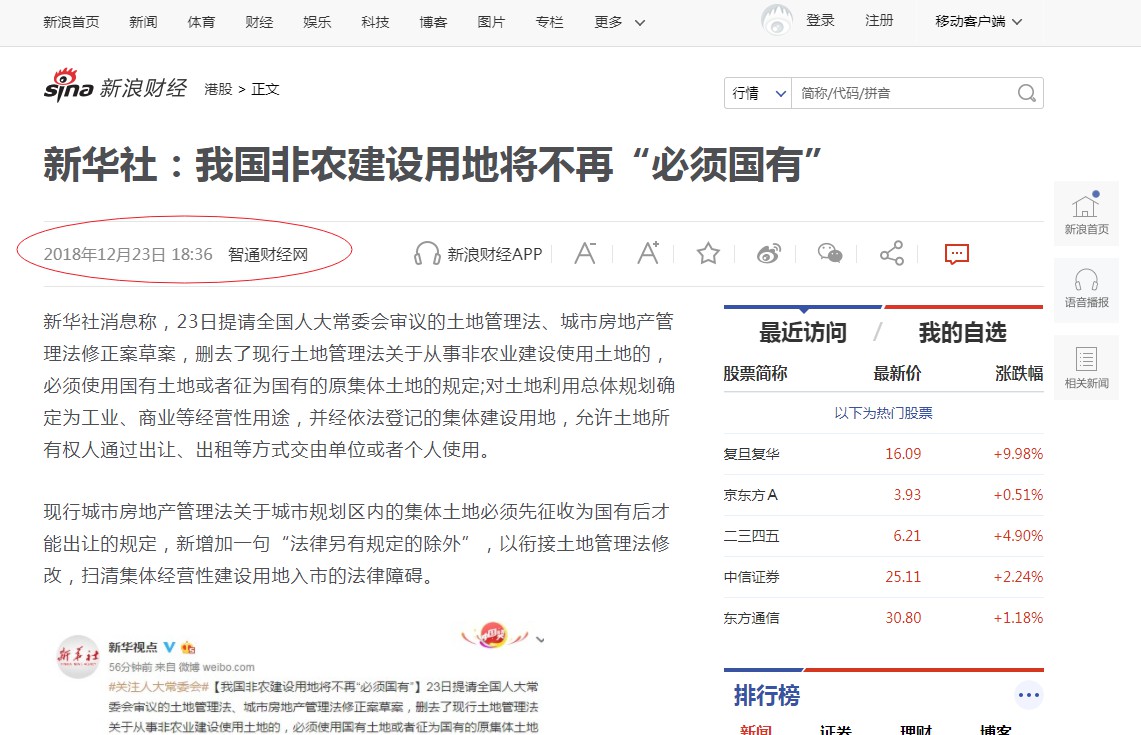 新浪首页 新闻 体育 财经 娱乐 科技 博客 图片 专栏 更多 登录 注册 移动客户端
sina 新浪财经 港股 > 正文 行情 简称/代码/拼音
新华社：我国非农建设用地将不再“必须国有”
2018年12月23日 18:36 智通财经网 新浪财经APP A- A+
新浪首页
语音播报
相关新闻
新华社消息称，23日提请全国人大常委会审议的土地管理法、城市房地产管
理法修正案草案，删去了现行土地管理法关于从事非农业建设使用土地的，
必须使用国有土地或者征为国有的原集体土地的规定;对土地利用总体规划确
定为工业、商业等经营性用途，并经依法登记的集体建设用地，允许土地所
有权人通过出让、出租等方式交由单位或者个人使用。
现行城市房地产管理法关于城市规划区内的集体土地必须先征收为国有后才
能出让的规定，新增加一句“法律另有规定的除外”，以衔接土地管理法修
改，扫清集体经营性建设用地入市的法律障碍。
新华社
新华视点
56分钟前 来自 微博 weibo.com
#关注人大常委会#【我国非农建设用地将不再“必须国有”】23日提请全国人大常
委会审议的土地管理法、城市房地产管理法修正案草案，删去了现行土地管理法
关于从事非农业建设使用土地的，必须使用国有土地或者征为国有的原集体土地
最近访问 / 我的自选
股票简称 最新价 涨跌幅
以下为热门股票
复旦复华 16.09 +9.98%
京东方A 3.93 +0.51%
二三四五 6.21 +4.90%
中信证券 25.11 +2.24%
东方通信 30.80 +1.18%
排行榜
新闻 证券 理财 博客